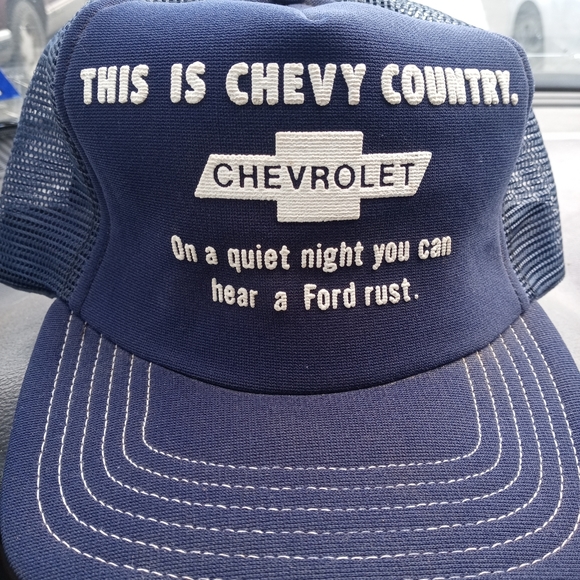 THIS IS CHEVY COUNTRY.
CHEVROLET
On a quiet night you can
hear a Ford rust.